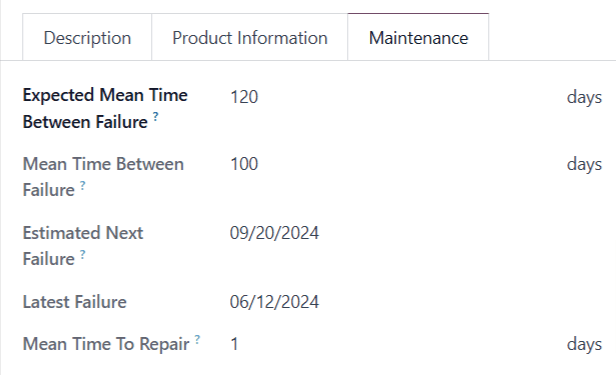 Description Product Information Maintenance
Expected Mean Time
Between Failure ? 120 days
Mean Time Between
Failure ? 100 days
Estimated Next
Failure ? 09/20/2024
Latest Failure 06/12/2024
Mean Time To Repair ? 1 days